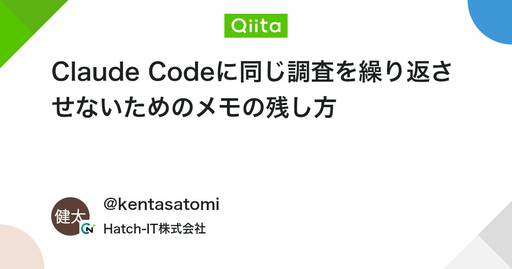 Qiita
Claude Codeに同じ調査を繰り返さ
せないためのメモの残し方
健太
@kentasatomi
Hatch-IT株式会社